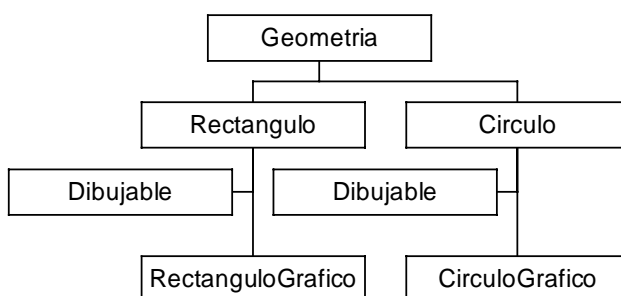 Geometria
Rectangulo
Circulo
Dibujable
Dibujable
RectanguloGrafico
CirculoGrafico